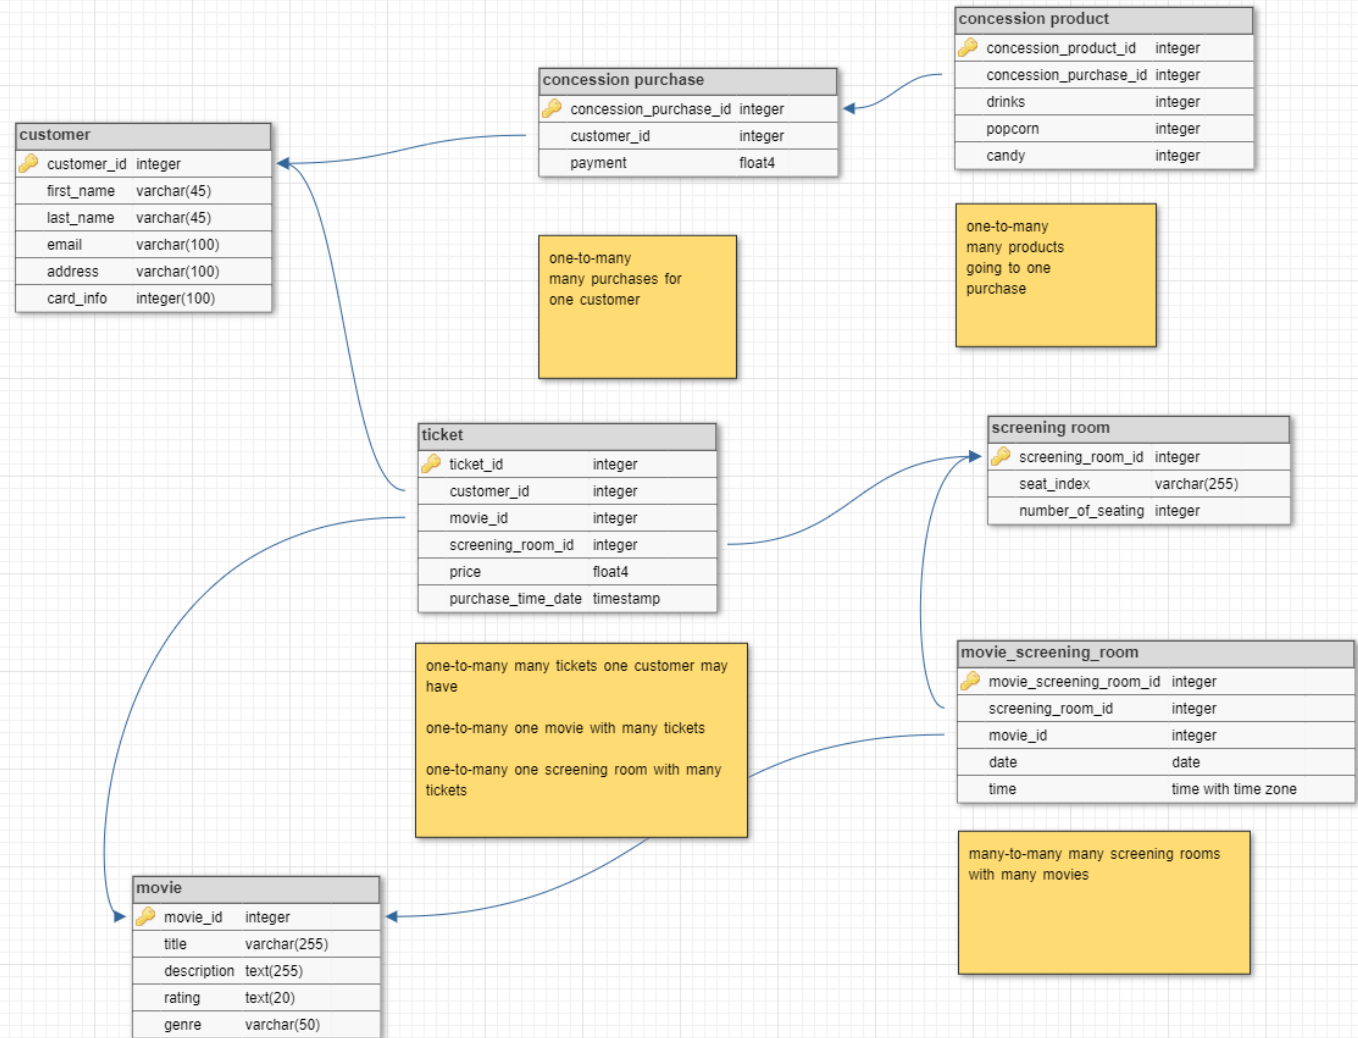 concession product
concession_product_id integer
concession_purchase_id integer
drinks integer
popcorn integer
candy integer
concession purchase
concession_purchase_id integer
customer_id integer
payment float4
customer
customer_id integer
first_name varchar(45)
last_name varchar(45)
email varchar(100)
address varchar(100)
card_info integer(100)
one-to-many
many products
going to one
purchase
one-to-many
many purchases for
one customer
ticket
ticket_id integer
customer_id integer
movie_id integer
screening_room_id integer
price float4
purchase_time_date timestamp
screening room
screening_room_id integer
seat_index varchar(255)
number_of_seating integer
one-to-many many tickets one customer may
have
one-to-many one movie with many tickets
one-to-many one screening room with many
tickets
movie_screening_room
movie_screening_room_id integer
screening_room_id integer
movie_id integer
date date
time time with time zone
many-to-many many screening rooms
with many movies
movie
movie_id integer
title varchar(255)
description text(255)
rating text(20)
genre varchar(50)